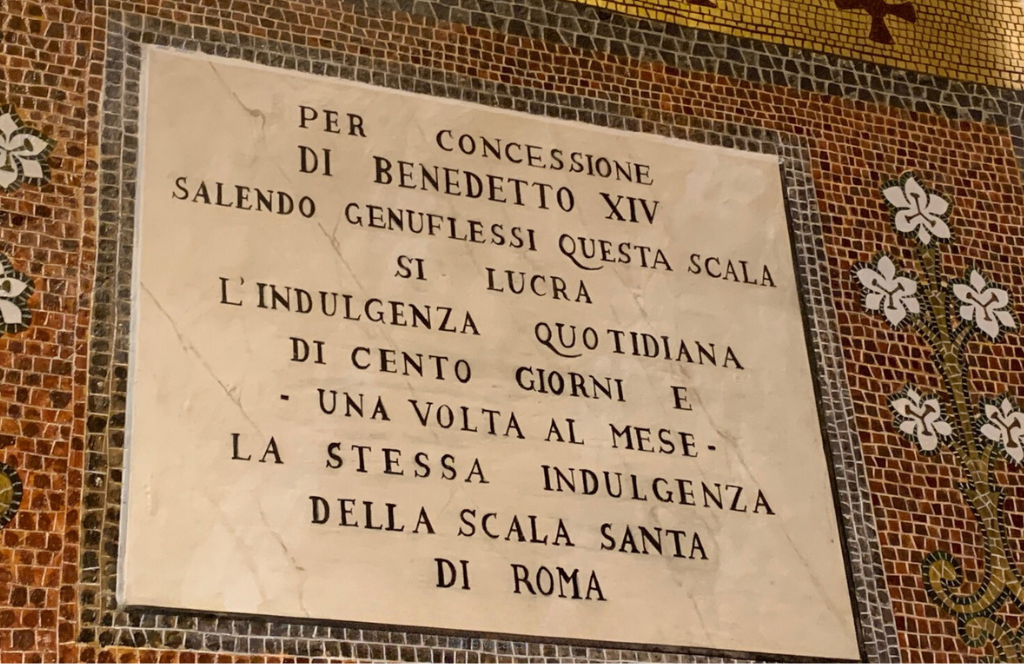 PER CONCESSIONE
DI BENEDETTO XIV
SALENDO GENUFLESSI QUESTA SCALA
SI LUCRA
L'INDULGENZA QUOTIDIANA
DI CENTO GIORNI E
- UNA VOLTA AL MESE -
LA STESSA INDULGENZA
DELLA SCALA SANTA
DI ROMA